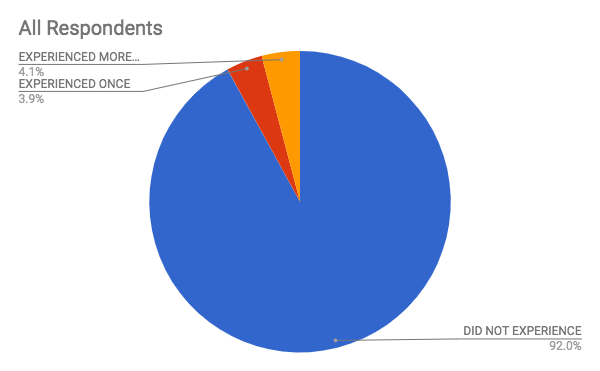 All Respondents
EXPERIENCED MORE...
4.1%
EXPERIENCED ONCE
3.9%
DID NOT EXPERIENCE
92.0%